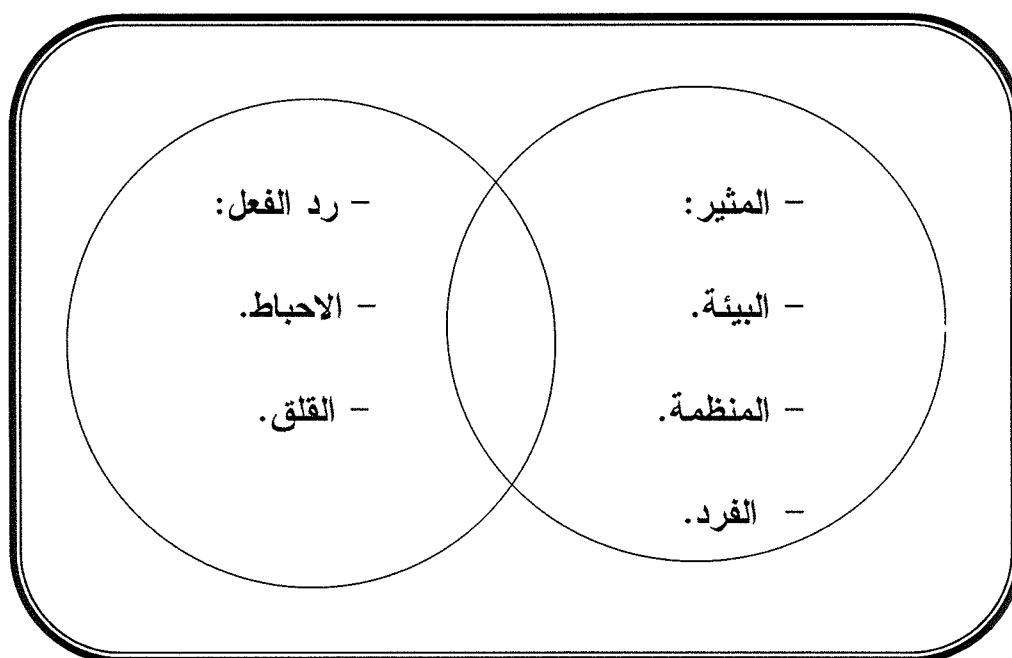 - المثير:
- البيئة.
- المنظمة.
- الفرد.
- رد الفعل:
- الاحباط.
- القلق.